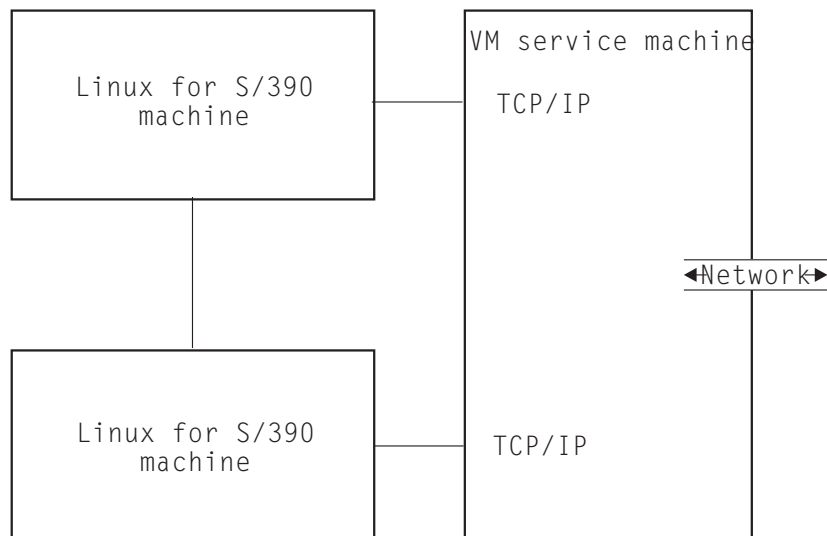 VM service machine
Linux for S/390
machine
TCP/IP
Network
Linux for S/390
machine
TCP/IP